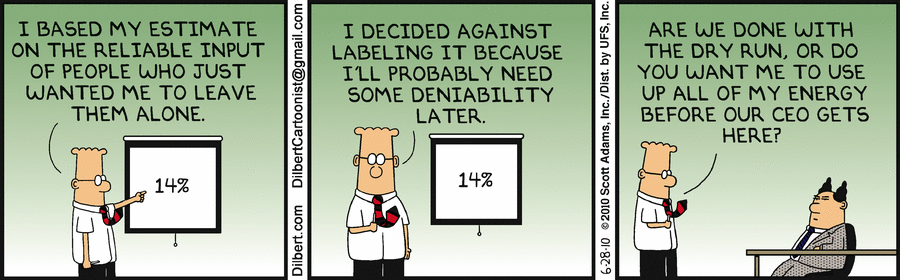 I BASED MY ESTIMATE
ON THE RELIABLE INPUT
OF PEOPLE WHO JUST
WANTED ME TO LEAVE
THEM ALONE.
14%
Dilbert.com DilbertCartoonist@gmail.com
I DECIDED AGAINST
LABELING IT BECAUSE
I'LL PROBABLY NEED
SOME DENIABILITY
LATER.
14%
6-28-10 © 2010 Scott Adams, Inc./Dist. by UFS, Inc.
ARE WE DONE WITH
THE DRY RUN, OR DO
YOU WANT ME TO USE
UP ALL OF MY ENERGY
BEFORE OUR CEO GETS
HERE?